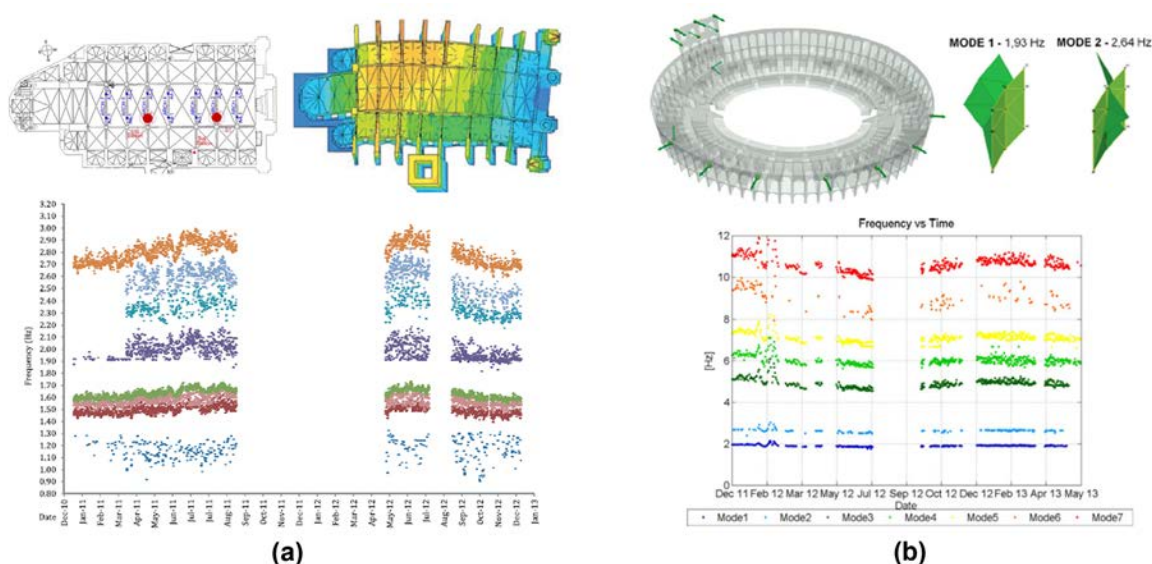 MODE 1 - 1,93 Hz
MODE 2 - 2,64 Hz
3.20
3.10
3.00
2.90
2.80
2.70
2.60
2.50
2.40
2.30
2.20
2.10
2.00
1.90
1.80
1.70
1.60
1.50
1.40
1.30
1.20
1.10
1.00
0.90
0.80
Frequency [Hz]
Date
Dec-10
Jan-11
Feb-11
Mar-11
Apr-11
May-11
Jun-11
Jul-11
Aug-11
Sep-11
Oct-11
Nov-11
Dec-11
Jan-12
Feb-12
Mar-12
Apr-12
May-12
Jun-12
Jul-12
Aug-12
Sep-12
Oct-12
Nov-12
Dec-12
Jan-13
(a)
Frequency vs Time
12
10
8
6
4
2
0
[Hz]
Dec 11 Feb 12 Mar 12 May 12 Jul 12 Sep 12 Oct 12 Dec 12 Feb 13 Apr 13 May 13
Date
Mode1 Mode2 Mode3 Mode4 Mode5 Mode6 Mode7
(b)